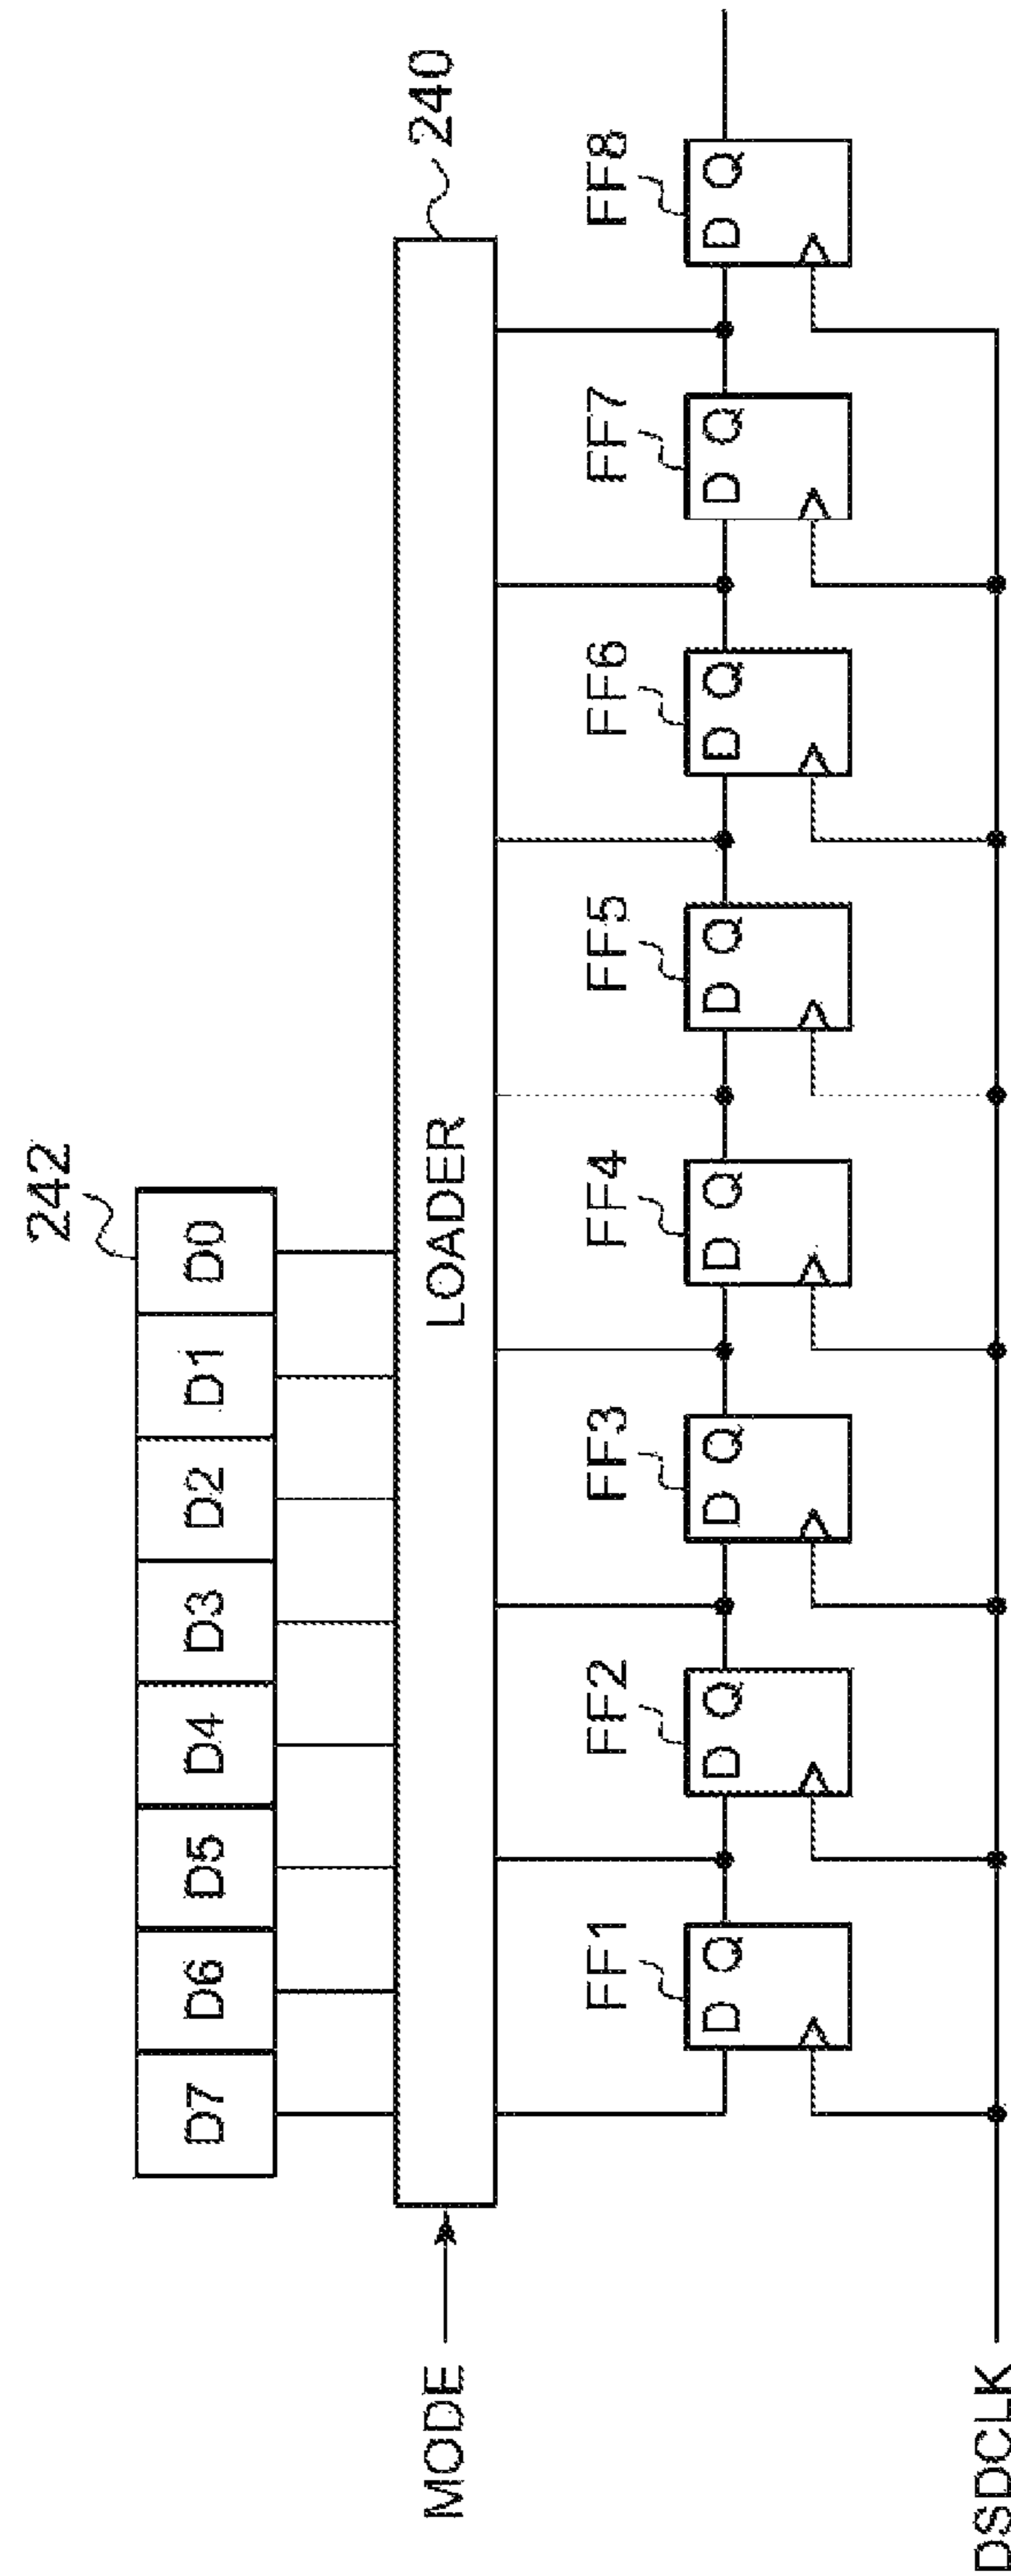 242
D7 D6 D5 D4 D3 D2 D1 D0
240
MODE
LOADER
FF1 FF2 FF3 FF4 FF5 FF6 FF7 FF8
D Q D Q D Q D Q D Q D Q D Q D Q
DSDCLK